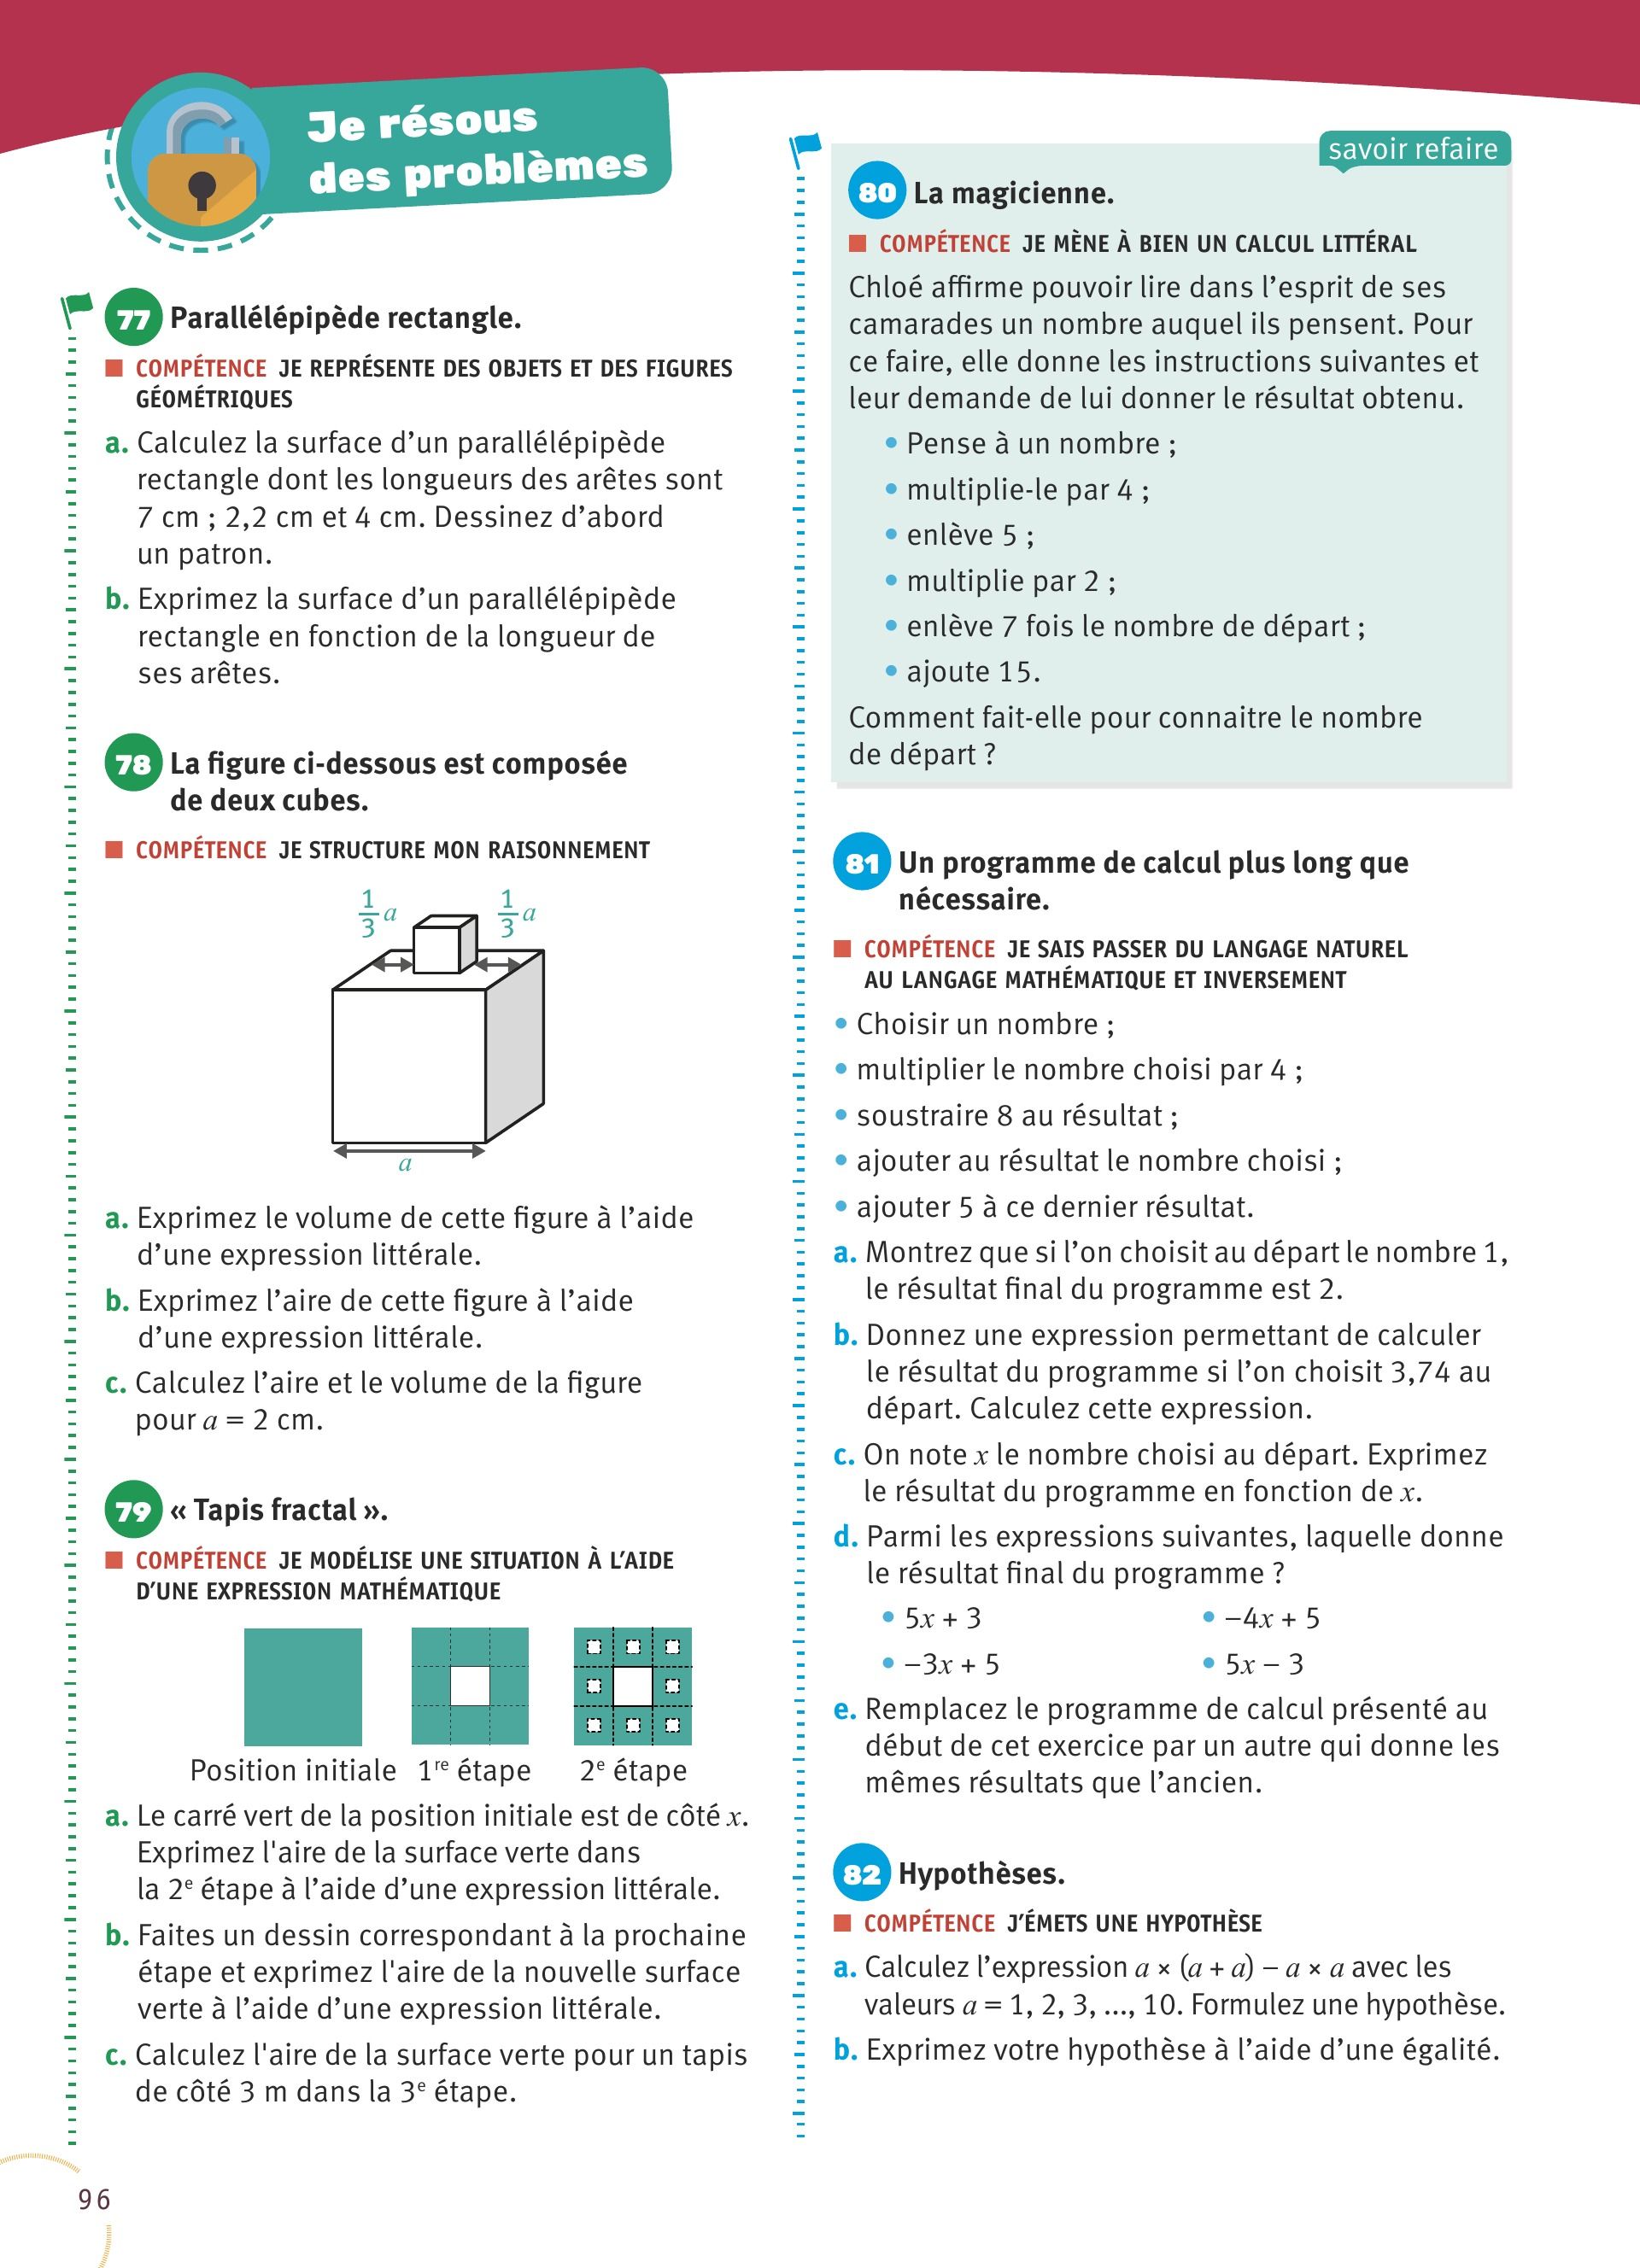 Je résous
des problèmes
77 Parallélépipède rectangle.
COMPÉTENCE JE REPRÉSENTE DES OBJETS ET DES FIGURES
GÉOMÉTRIQUES
a. Calculez la surface d’un parallélépipède
rectangle dont les longueurs des arêtes sont
7 cm ; 2,2 cm et 4 cm. Dessinez d’abord
un patron.
b. Exprimez la surface d’un parallélépipède
rectangle en fonction de la longueur de
ses arêtes.
78 La figure ci-dessous est composée
de deux cubes.
COMPÉTENCE JE STRUCTURE MON RAISONNEMENT
1/3 a 1/3 a
a
a. Exprimez le volume de cette figure à l’aide
d’une expression littérale.
b. Exprimez l’aire de cette figure à l’aide
d’une expression littérale.
c. Calculez l’aire et le volume de la figure
pour a = 2 cm.
79 « Tapis fractal ».
COMPÉTENCE JE MODÉLISE UNE SITUATION À L’AIDE
D’UNE EXPRESSION MATHÉMATIQUE
Position initiale 1re étape 2e étape
a. Le carré vert de la position initiale est de côté x.
Exprimez l'aire de la surface verte dans
la 2e étape à l’aide d’une expression littérale.
b. Faites un dessin correspondant à la prochaine
étape et exprimez l'aire de la nouvelle surface
verte à l’aide d’une expression littérale.
c. Calculez l'aire de la surface verte pour un tapis
de côté 3 m dans la 3e étape.
96
savoir refaire
80 La magicienne.
COMPÉTENCE JE MÈNE À BIEN UN CALCUL LITTÉRAL
Chloé affirme pouvoir lire dans l’esprit de ses
camarades un nombre auquel ils pensent. Pour
ce faire, elle donne les instructions suivantes et
leur demande de lui donner le résultat obtenu.
• Pense à un nombre ;
• multiplie-le par 4 ;
• enlève 5 ;
• multiplie par 2 ;
• enlève 7 fois le nombre de départ ;
• ajoute 15.
Comment fait-elle pour connaitre le nombre
de départ ?
81 Un programme de calcul plus long que
nécessaire.
COMPÉTENCE JE SAIS PASSER DU LANGAGE NATUREL
AU LANGAGE MATHÉMATIQUE ET INVERSEMENT
• Choisir un nombre ;
• multiplier le nombre choisi par 4 ;
• soustraire 8 au résultat ;
• ajouter au résultat le nombre choisi ;
• ajouter 5 à ce dernier résultat.
a. Montrez que si l’on choisit au départ le nombre 1,
le résultat final du programme est 2.
b. Donnez une expression permettant de calculer
le résultat du programme si l’on choisit 3,74 au
départ. Calculez cette expression.
c. On note x le nombre choisi au départ. Exprimez
le résultat du programme en fonction de x.
d. Parmi les expressions suivantes, laquelle donne
le résultat final du programme ?
• 5x + 3 • −4x + 5
• −3x + 5 • 5x − 3
e. Remplacez le programme de calcul présenté au
début de cet exercice par un autre qui donne les
mêmes résultats que l’ancien.
82 Hypothèses.
COMPÉTENCE J’ÉMETS UNE HYPOTHÈSE
a. Calculez l’expression a × (a + a) − a × a avec les
valeurs a = 1, 2, 3, ..., 10. Formulez une hypothèse.
b. Exprimez votre hypothèse à l’aide d’une égalité.